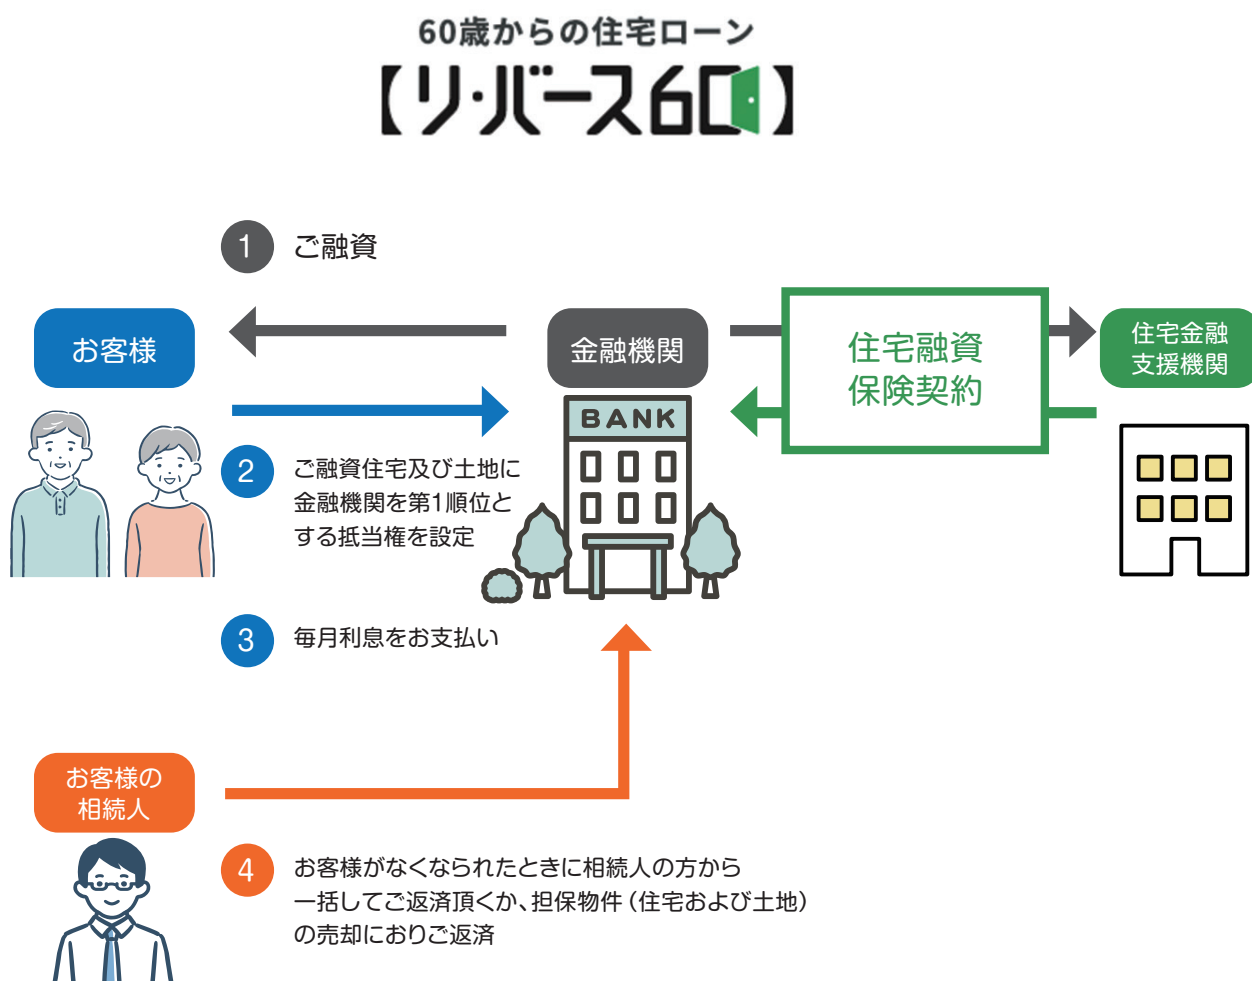 60歳からの住宅ローン
【リ・バース60】
1 ご融資
お客様
金融機関
住宅融資
保険契約
住宅金融
支援機関
BANK
2 ご融資住宅及び土地に
金融機関を第1順位と
する抵当権を設定
3 毎月利息をお支払い
お客様の
相続人
4 お客様がなくなられたときに相続人の方から
一括してご返済頂くか、担保物件（住宅および土地）
の売却におりご返済